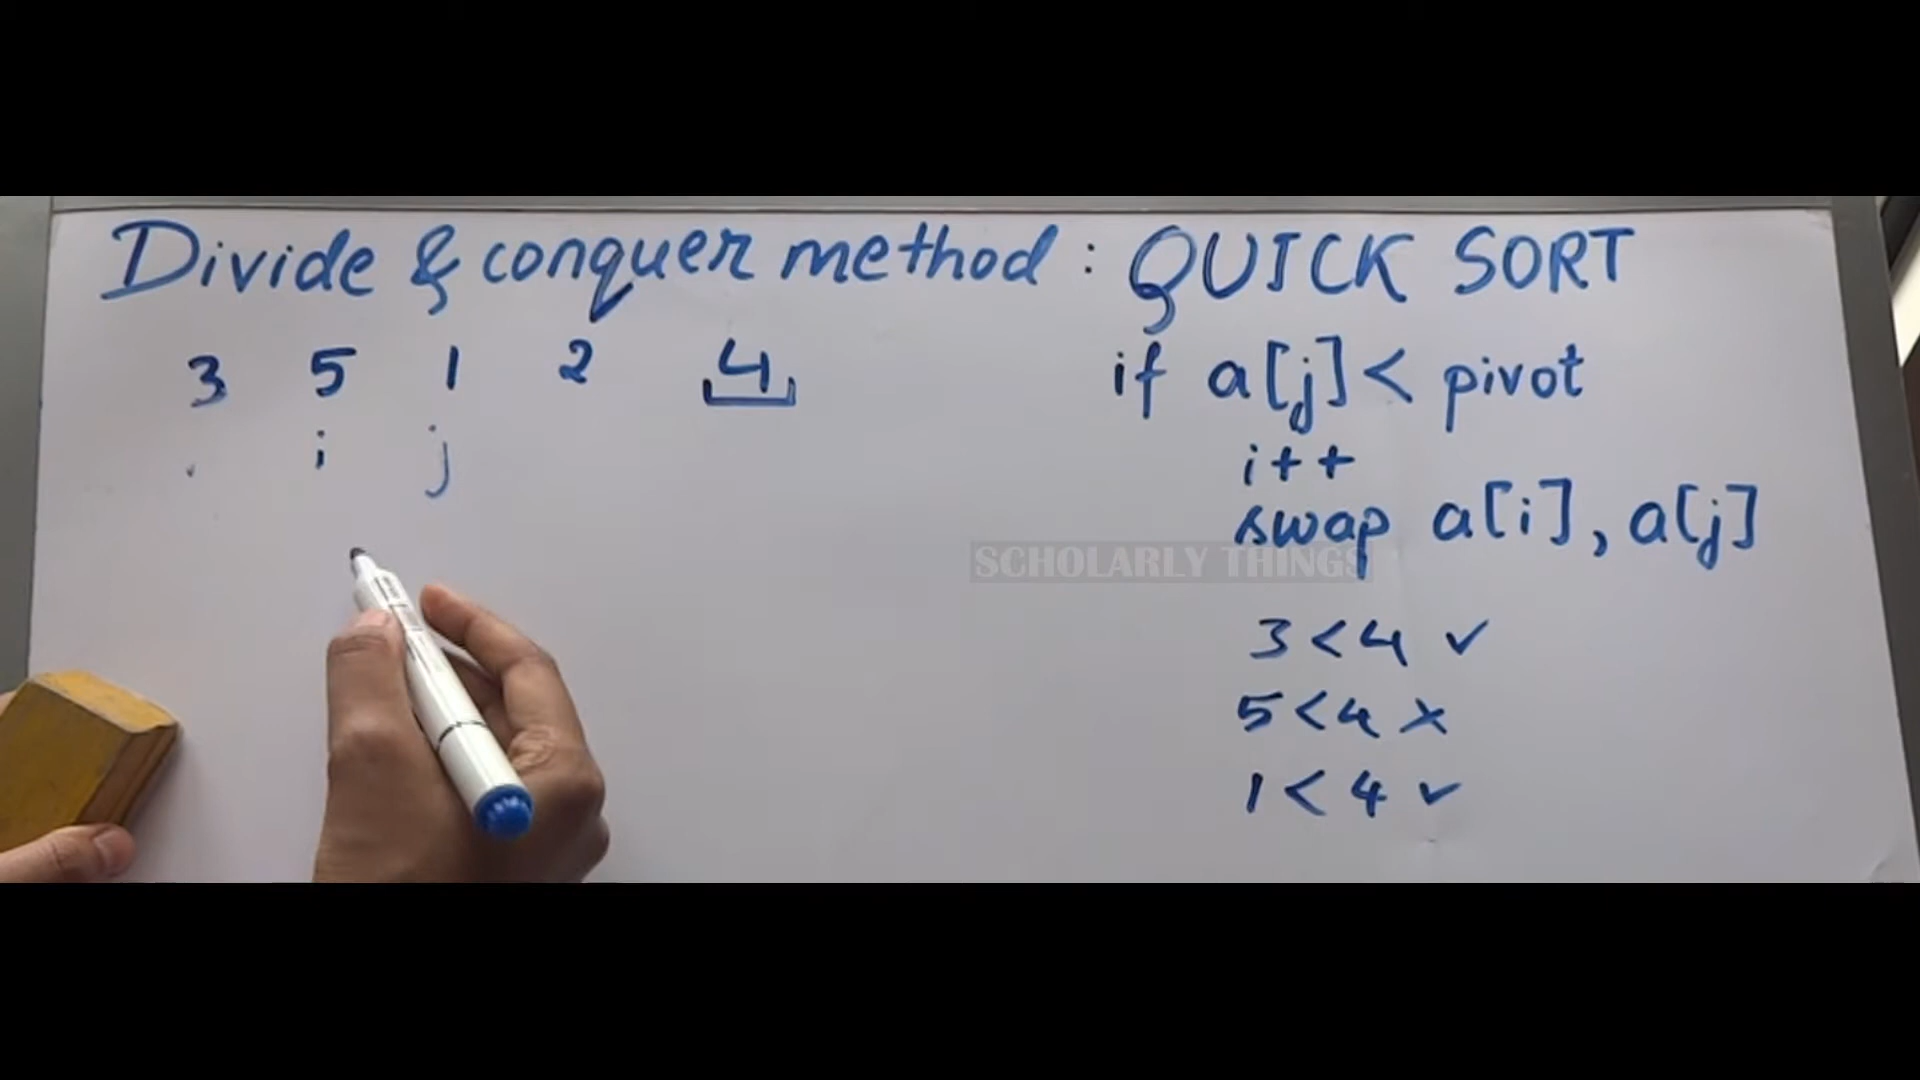 Divide & conquer method : QUICK SORT
3 5 1 2 4
i j
if a[j] < pivot
i++
swap a[i], a[j]
SCHOLARLY THINGS
3 < 4 ✓
5 < 4 ×
1 < 4 ✓